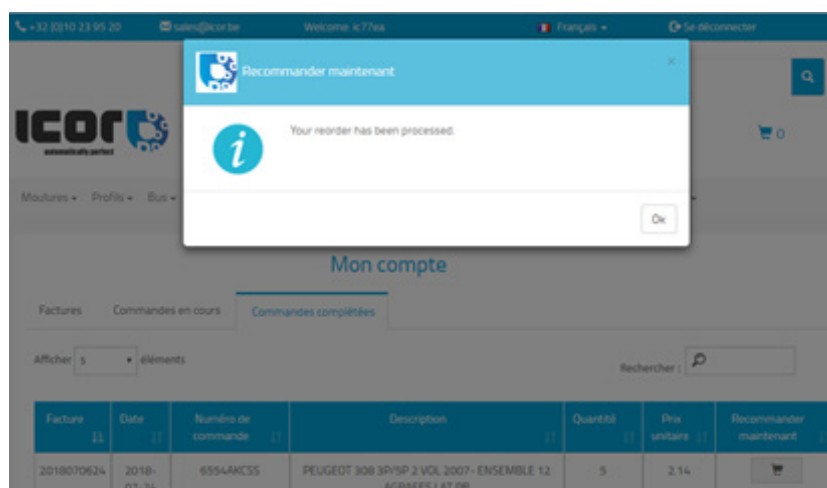 +32 (0)10 23 95 20 sales@icor.be Welcome ic77ea Français Se déconnecter
Recommander maintenant ×
ICOR
automatically perfect
Your reorder has been processed.
0
Moulures Profils Bus
Ok
Mon compte
Factures Commandes en cours Commandes complétées
Afficher 5 éléments
Rechercher :
Facture Date Numéro de commande Description Quantité Prix unitaire Recommander maintenant
2018070624 2018- 6554AKCSS PEUGEOT 308 3P/5P 2 VOL 2007- ENSEMBLE 12 5 2.14